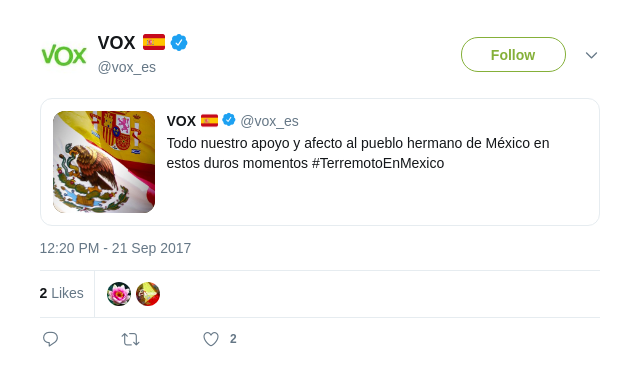 VOX
VOX
@vox_es
Follow
VOX @vox_es
Todo nuestro apoyo y afecto al pueblo hermano de México en
estos duros momentos #TerremotoEnMexico
12:20 PM - 21 Sep 2017
2 Likes
2